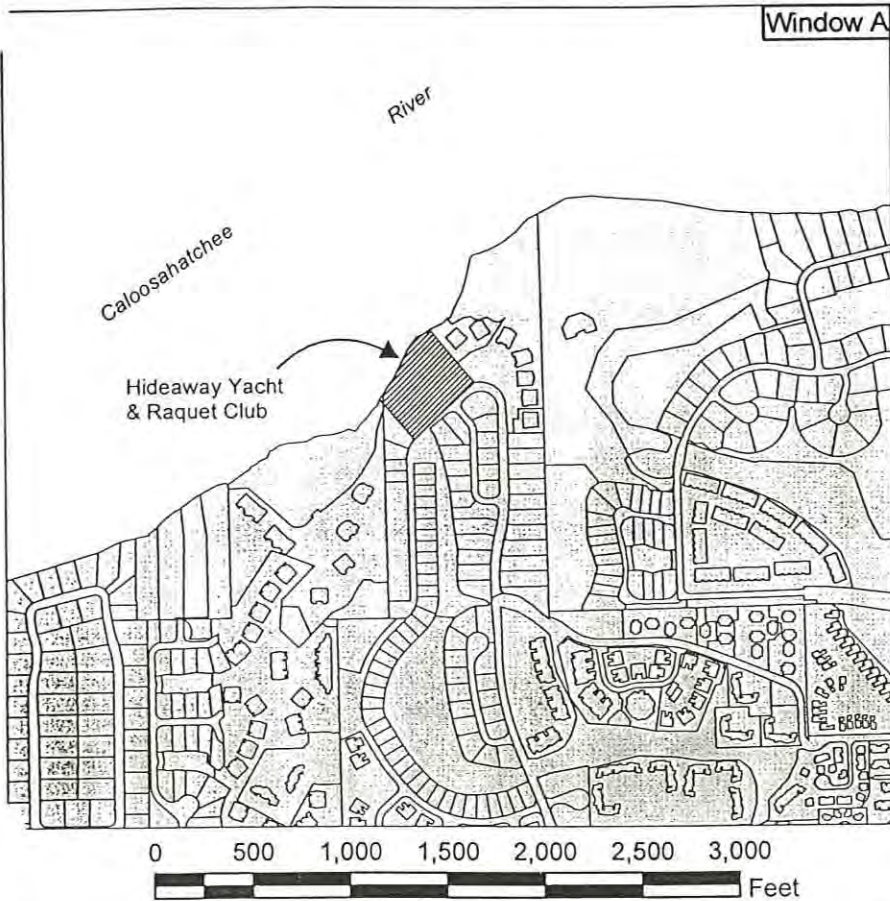 Window A
River
Caloosahatchee
Hideaway Yacht
& Raquet Club
0 500 1,000 1,500 2,000 2,500 3,000
Feet